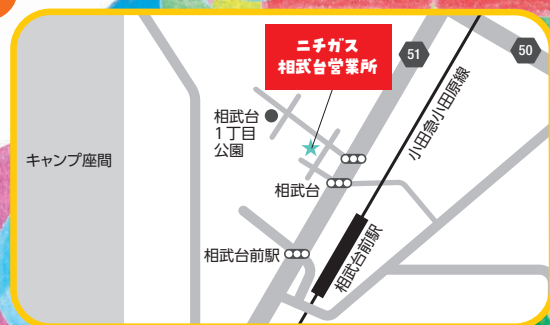 ニチガス
相武台営業所
51
50
小田急小田原線
相武台
1丁目
公園
キャンプ座間
相武台
相武台前駅
相武台前駅